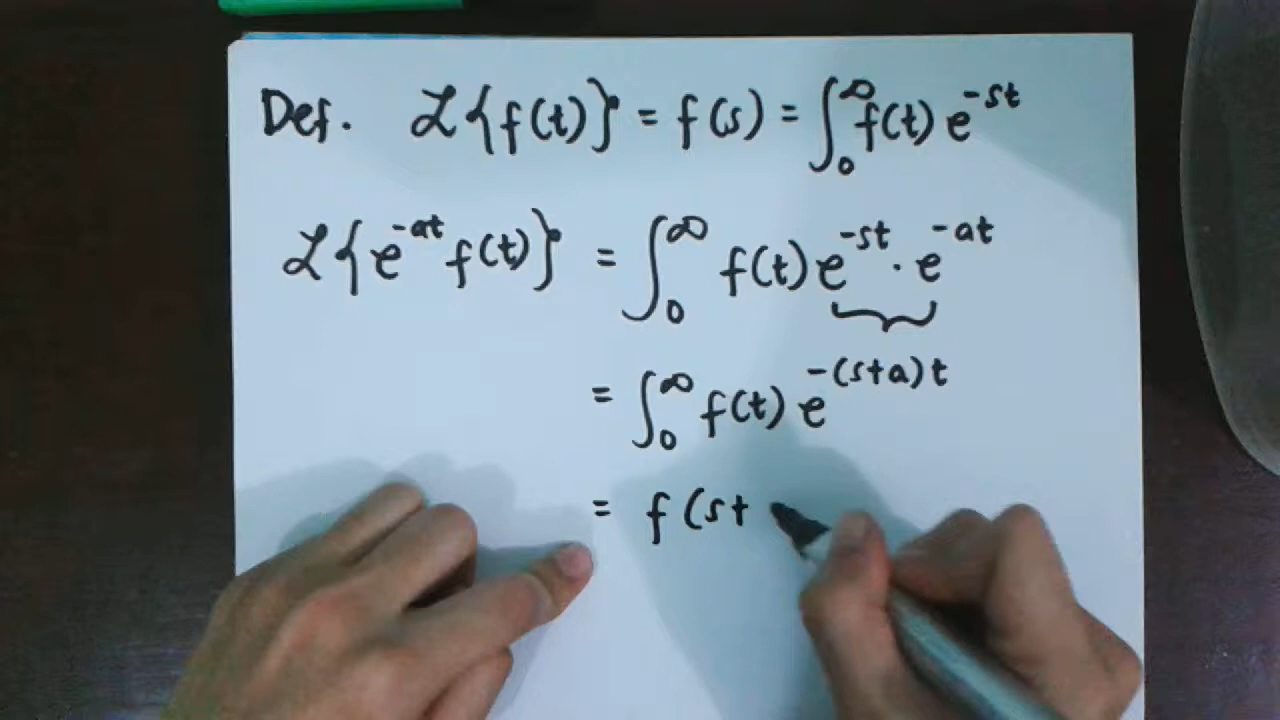 Def. ℒ{f(t)} = f(s) = ∫₀^∞ f(t) e^{-st}
ℒ{e^{-at} f(t)} = ∫₀^∞ f(t) e^{-st} · e^{-at}
= ∫₀^∞ f(t) e^{-(s+a)t}
= f(s+